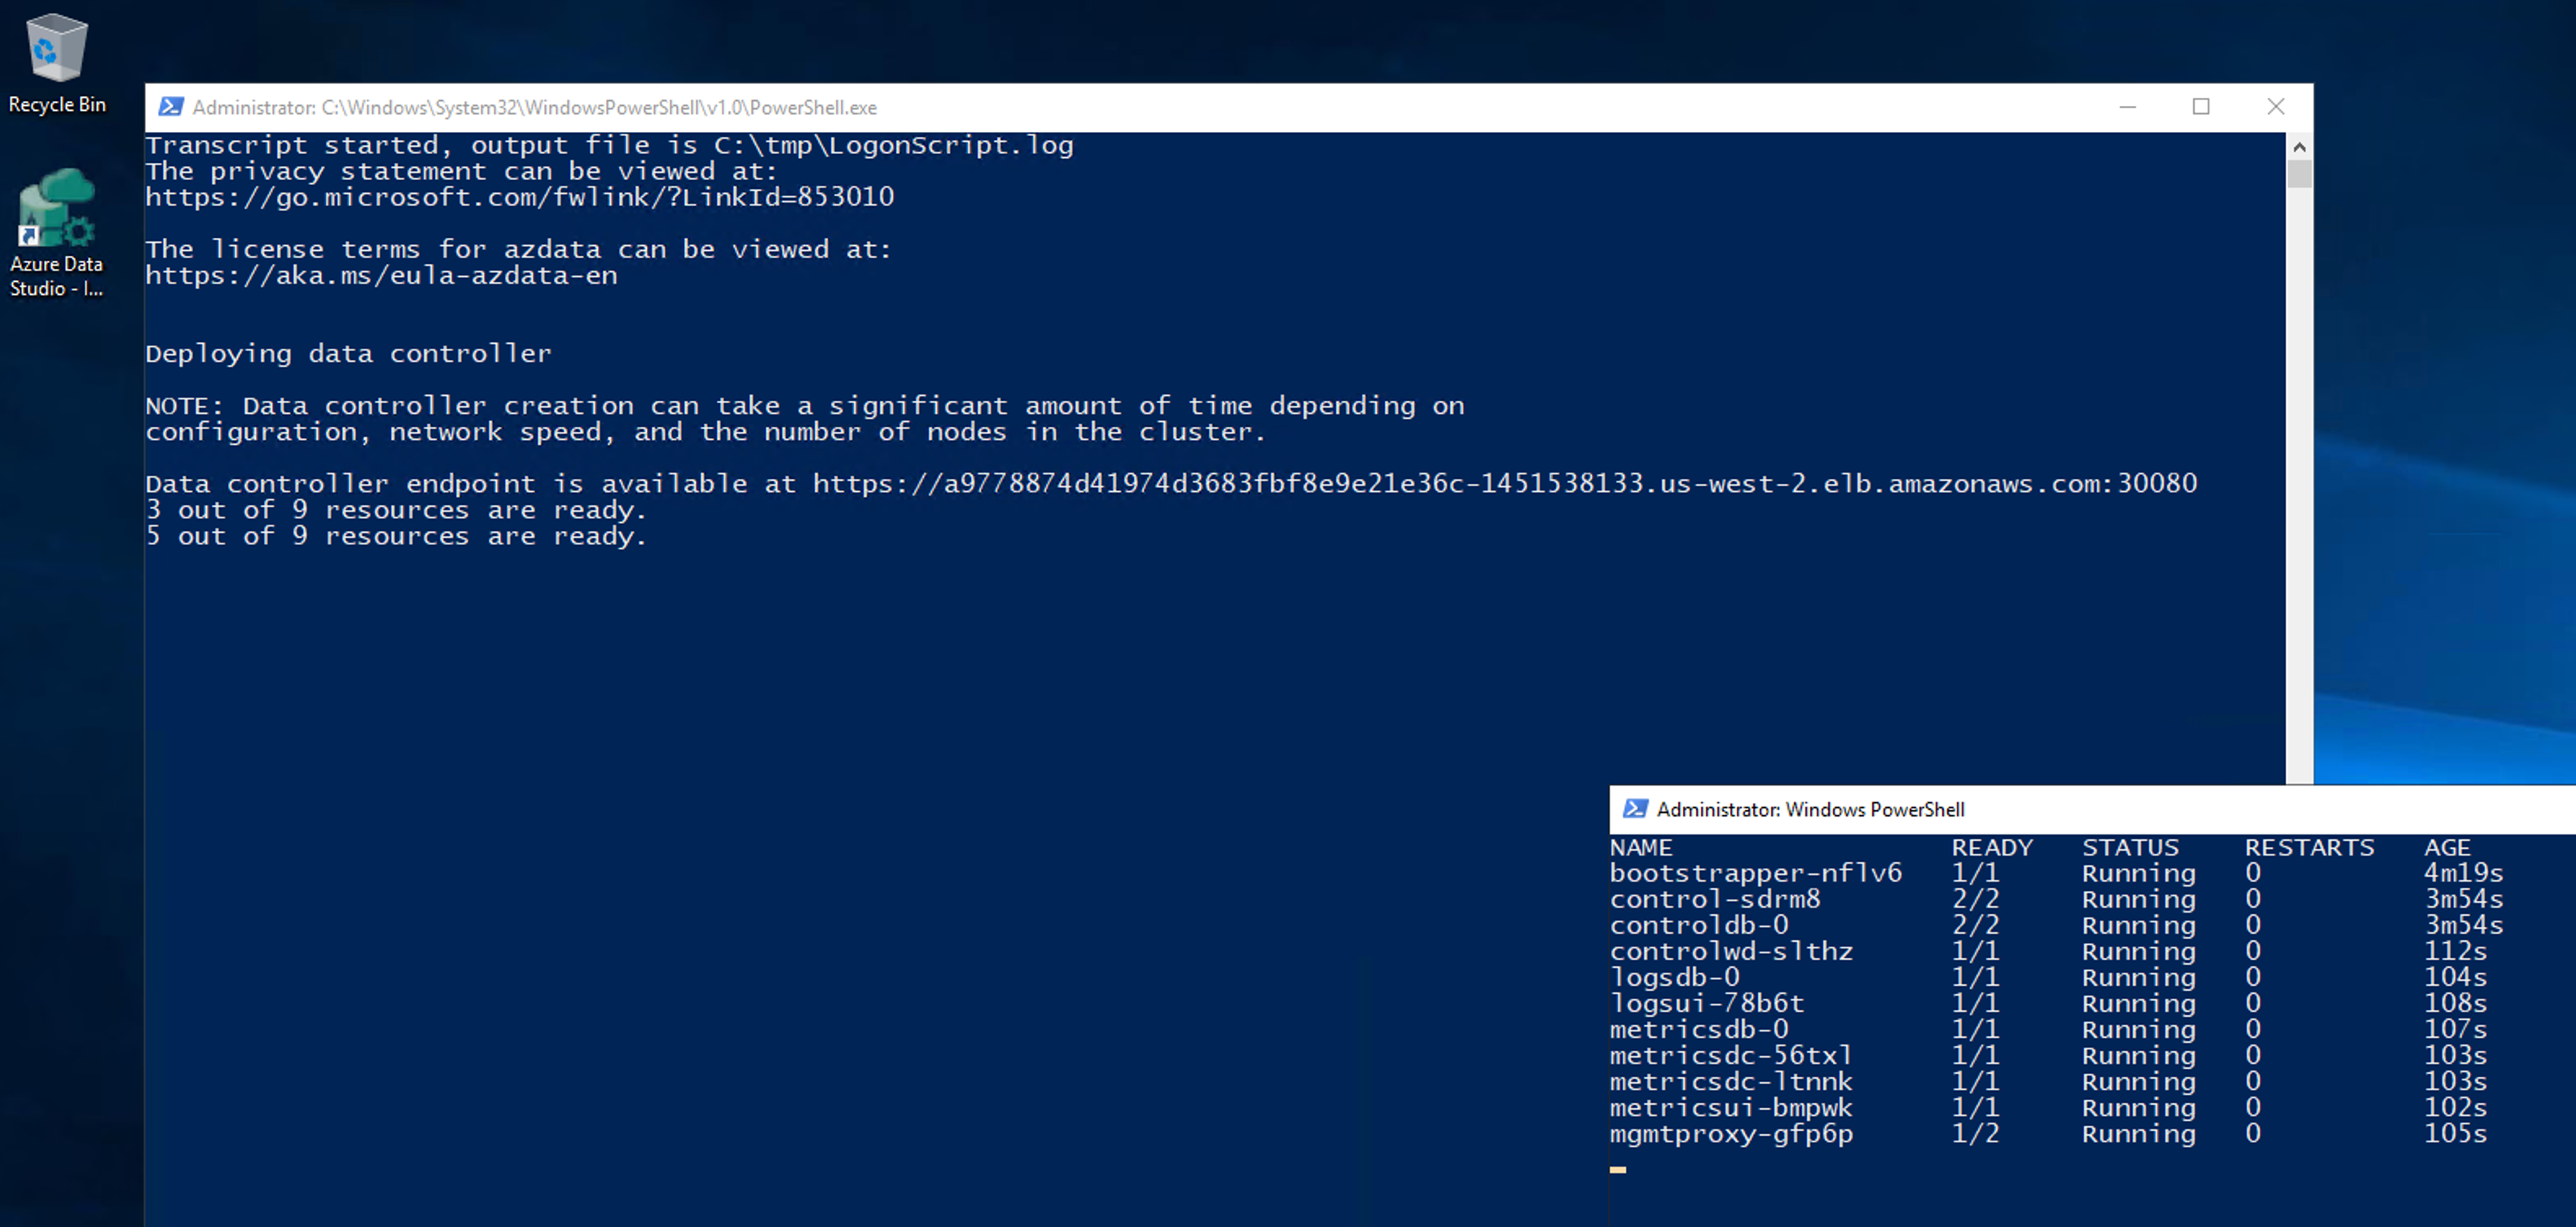 Recycle Bin
Azure Data
Studio - I...
Administrator: C:\Windows\System32\WindowsPowerShell\v1.0\PowerShell.exe
Transcript started, output file is C:\tmp\LogonScript.log
The privacy statement can be viewed at:
https://go.microsoft.com/fwlink/?LinkId=853010
The license terms for azdata can be viewed at:
https://aka.ms/eula-azdata-en
Deploying data controller
NOTE: Data controller creation can take a significant amount of time depending on
configuration, network speed, and the number of nodes in the cluster.
Data controller endpoint is available at https://a9778874d41974d3683fbf8e9e21e36c-1451538133.us-west-2.elb.amazonaws.com:30080
3 out of 9 resources are ready.
5 out of 9 resources are ready.
Administrator: Windows PowerShell
NAME READY STATUS RESTARTS AGE
bootstrapper-nflv6 1/1 Running 0 4m19s
control-sdrm8 2/2 Running 0 3m54s
controldb-0 2/2 Running 0 3m54s
controlwd-slthz 1/1 Running 0 112s
logsdb-0 1/1 Running 0 104s
logsui-78b6t 1/1 Running 0 108s
metricsdb-0 1/1 Running 0 107s
metricsdc-56txl 1/1 Running 0 103s
metricsdc-ltnnk 1/1 Running 0 103s
metricsui-bmpwk 1/1 Running 0 102s
mgmtproxy-gfp6p 1/2 Running 0 105s